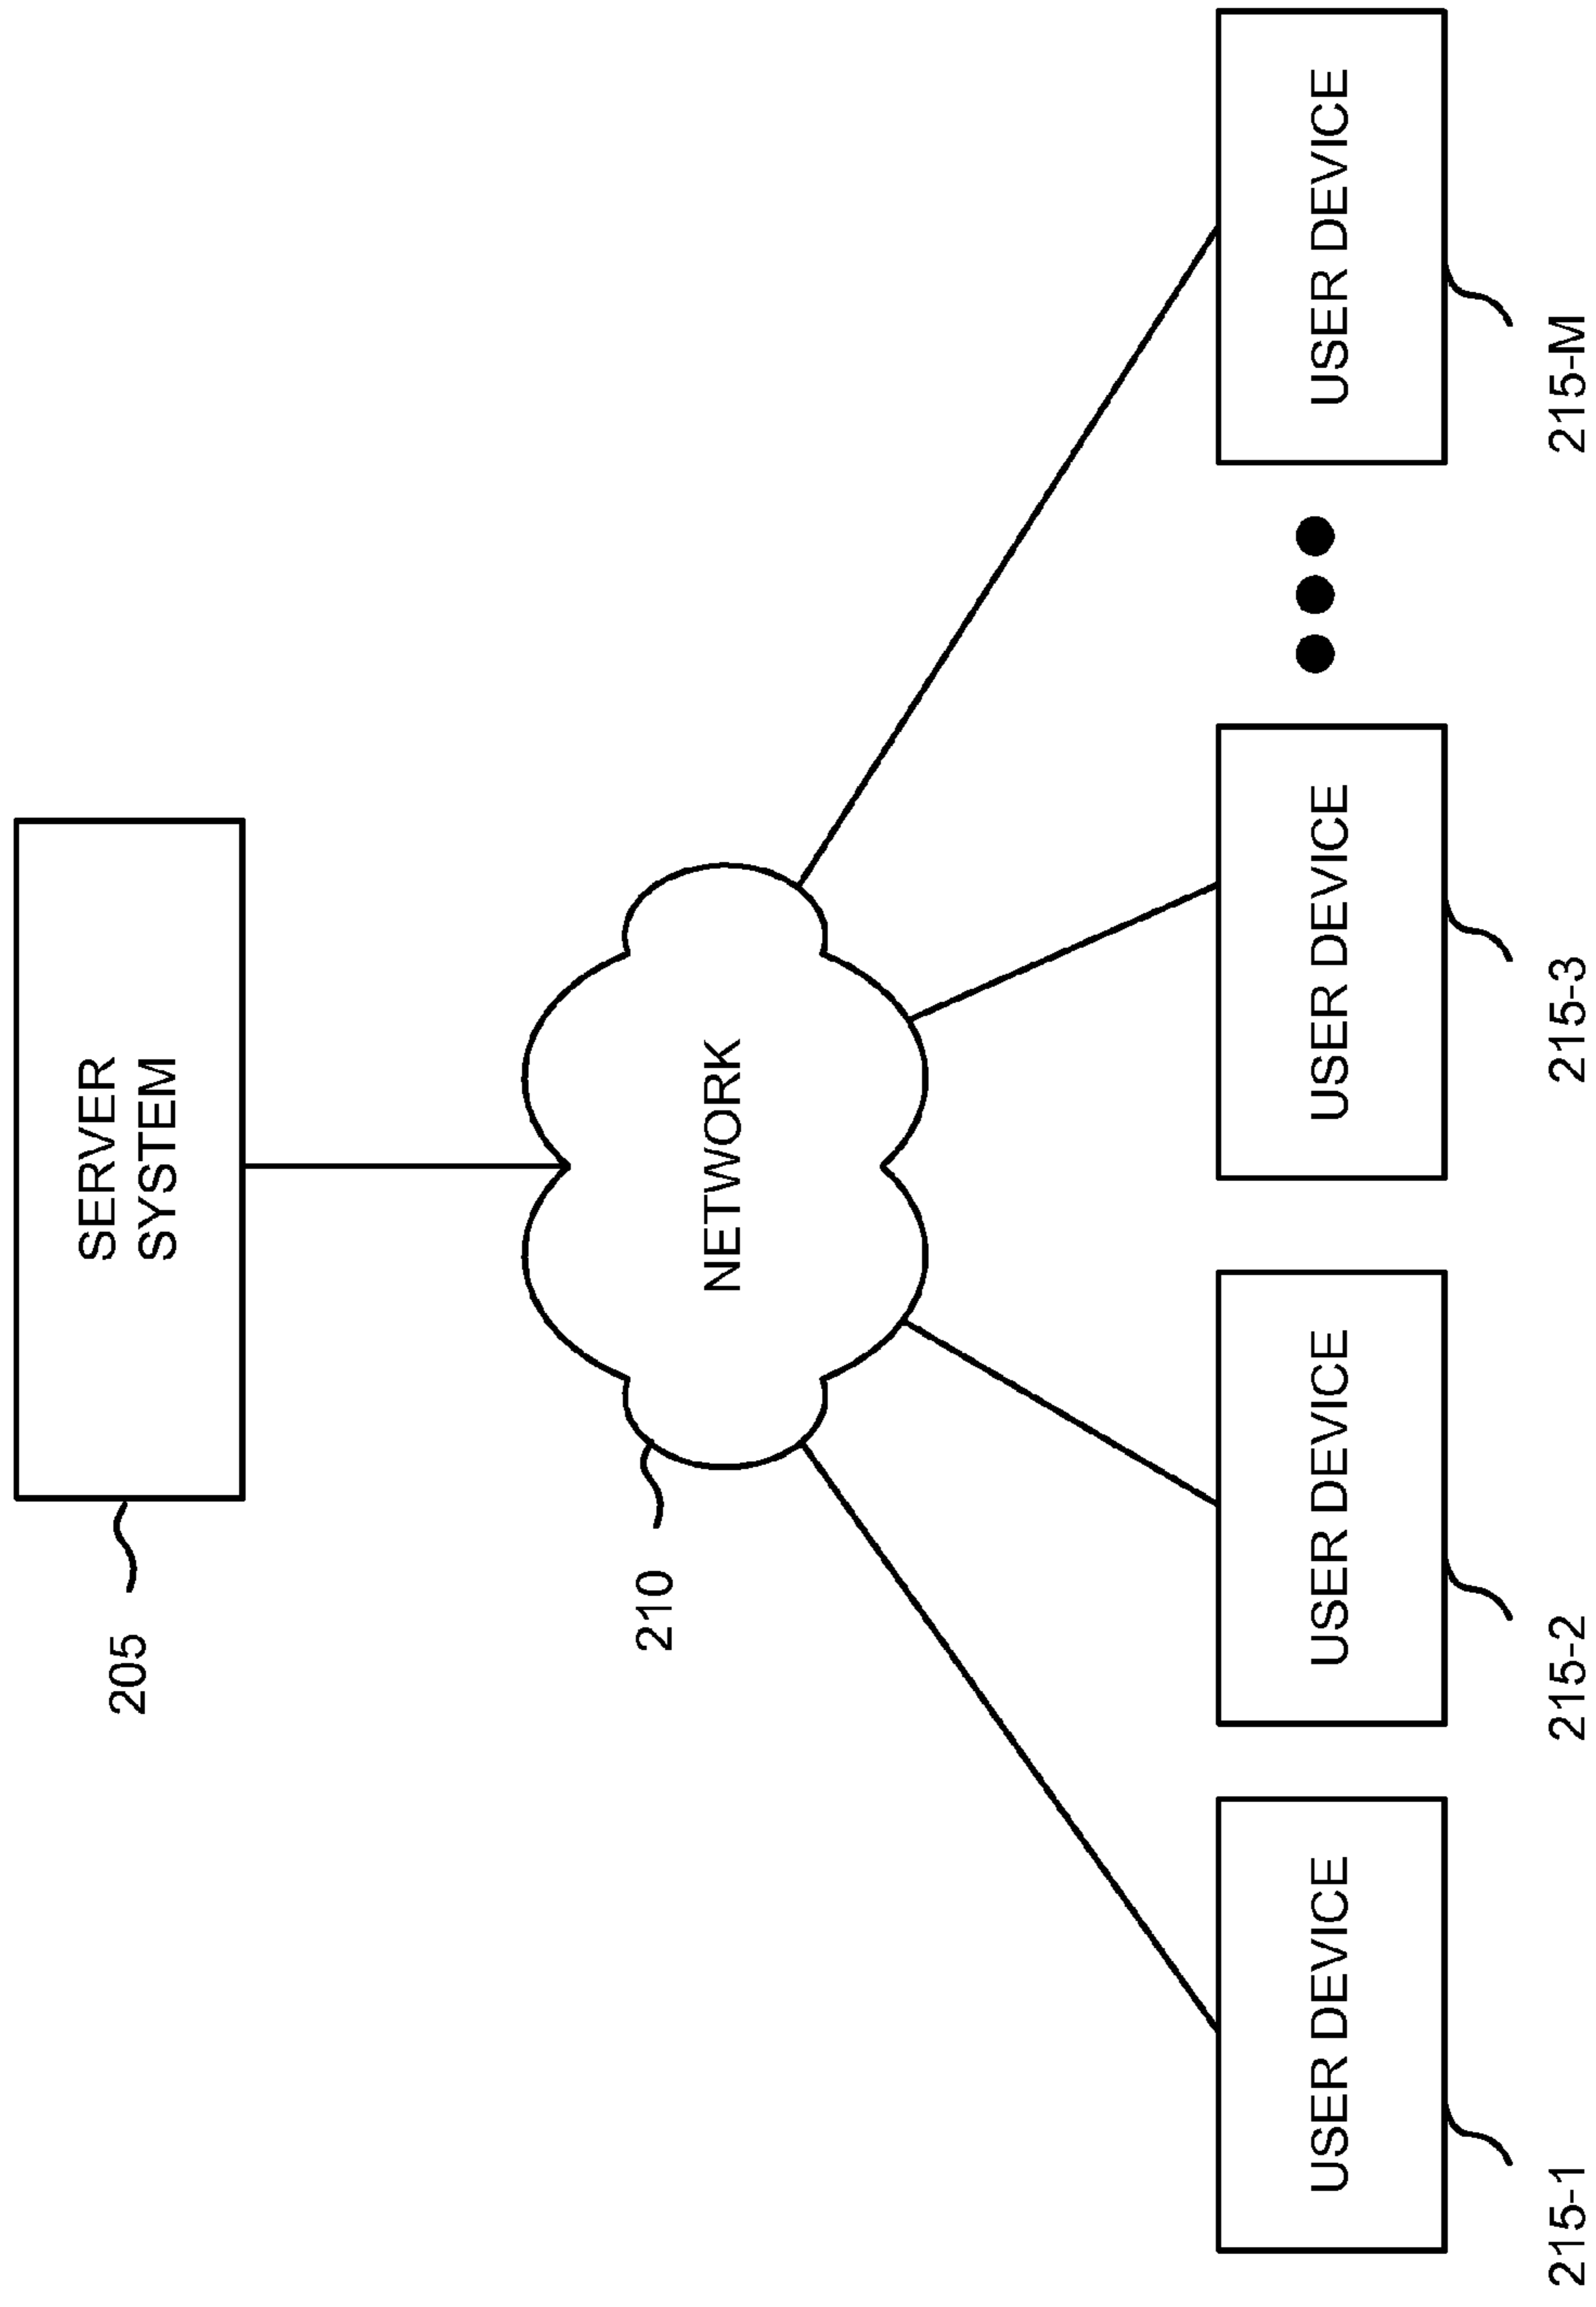 SERVER
SYSTEM
205
NETWORK
210
USER DEVICE
USER DEVICE
USER DEVICE
USER DEVICE
215-1
215-2
215-3
215-M